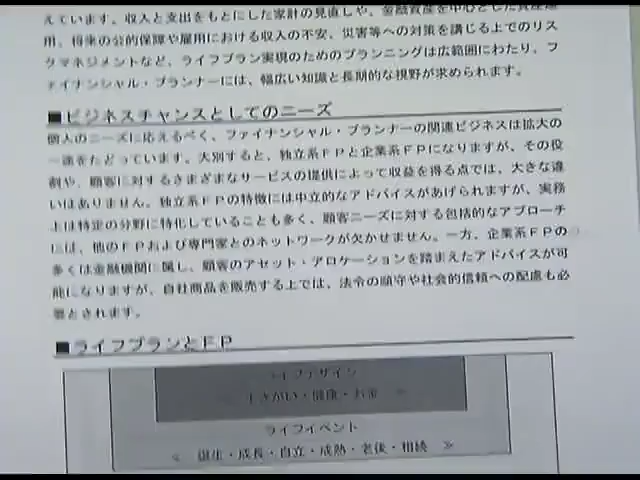 えています。収入と支出をもとにした家計の見直しや、金融資産を中心とした資産運
用、将来の公的保障や雇用における収入の不安、災害等への対策を講じる上でのリス
クマネジメントなど、ライフプラン実現のためのプランニングは広範囲にわたり、フ
ァイナンシャル・プランナーには、幅広い知識と長期的な視野が求められます。
■ビジネスチャンスとしてのニーズ
個人のニーズに応えるべく、ファイナンシャル・プランナーの関連ビジネスは拡大の
一途をたどっています。大別すると、独立系ＦＰと企業系ＦＰになりますが、その役
割や、顧客に対するさまざまなサービスの提供によって収益を得る点では、大きな違
いはありません。独立系ＦＰの特徴には中立的なアドバイスがあげられますが、実務
上は特定の分野に特化していることも多く、顧客ニーズに対する包括的なアプローチ
には、他のＦＰおよび専門家とのネットワークが欠かせません。一方、企業系ＦＰの
多くは金融機関に属し、顧客のアセット・アロケーションを踏まえたアドバイスが可
能になりますが、自社商品を販売する上では、法令の順守や社会的信頼への配慮も必
要とされます。
■ライフプランとＦＰ
ライフデザイン
生きがい・健康・お金
ライフイベント
≪ 誕生・成長・自立・成熟・老後・相続 ≫